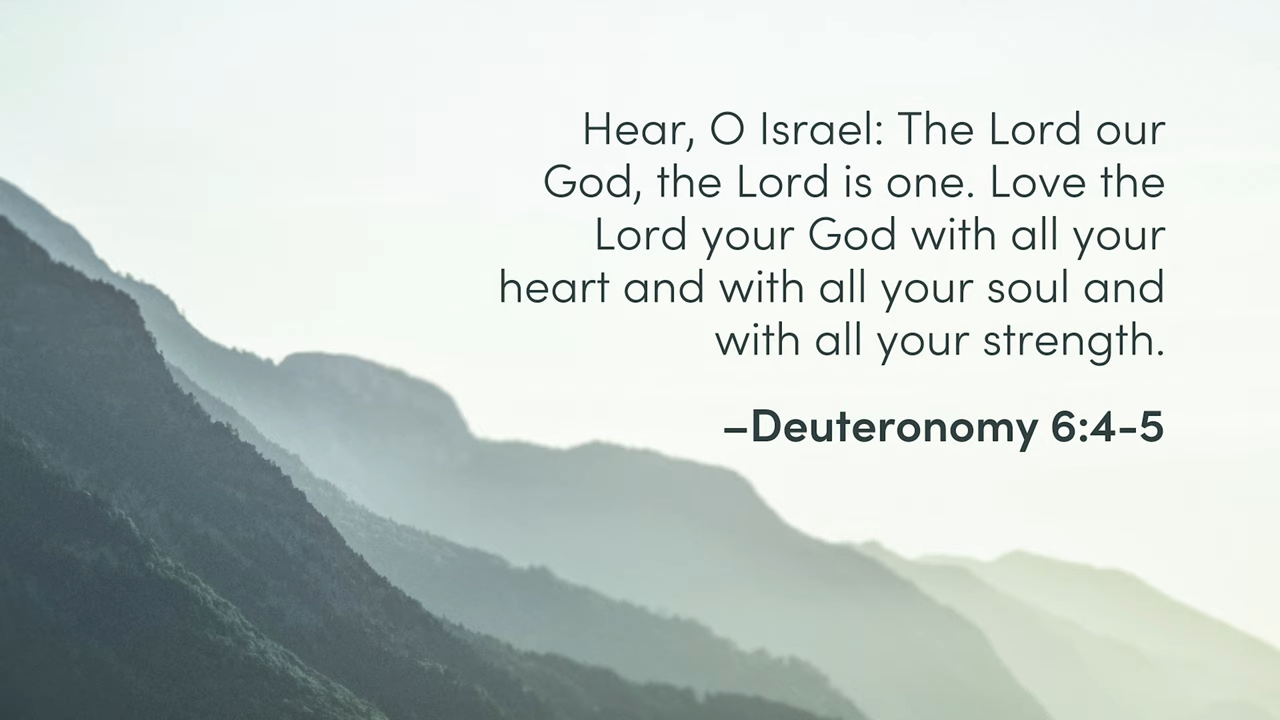 Hear, O Israel: The Lord our
God, the Lord is one. Love the
Lord your God with all your
heart and with all your soul and
with all your strength.
–Deuteronomy 6:4-5